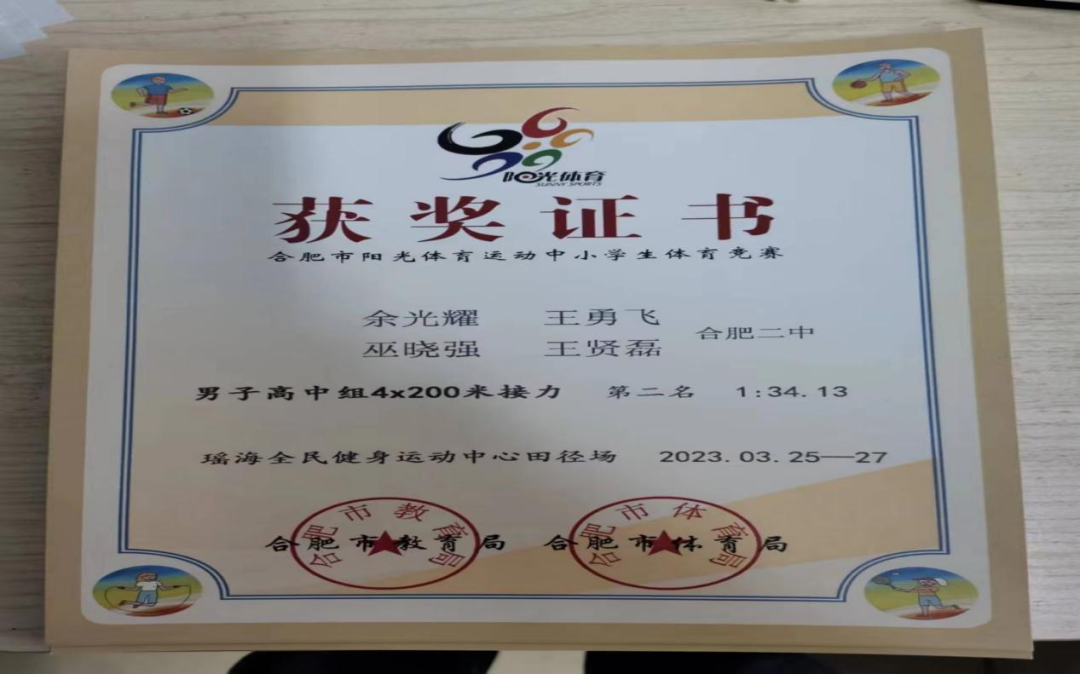 阳光体育
SUNNY SPORTS
获奖证书
合肥市阳光体育运动中小学生体育竞赛
余光耀 王勇飞
巫晓强 王贤磊 合肥二中
男子高中组4x200米接力 第二名 1:34.13
瑶海全民健身运动中心田径场 2023.03.25—27
合肥市教育局 合肥市体育局
合肥市教育局 合肥市体育局